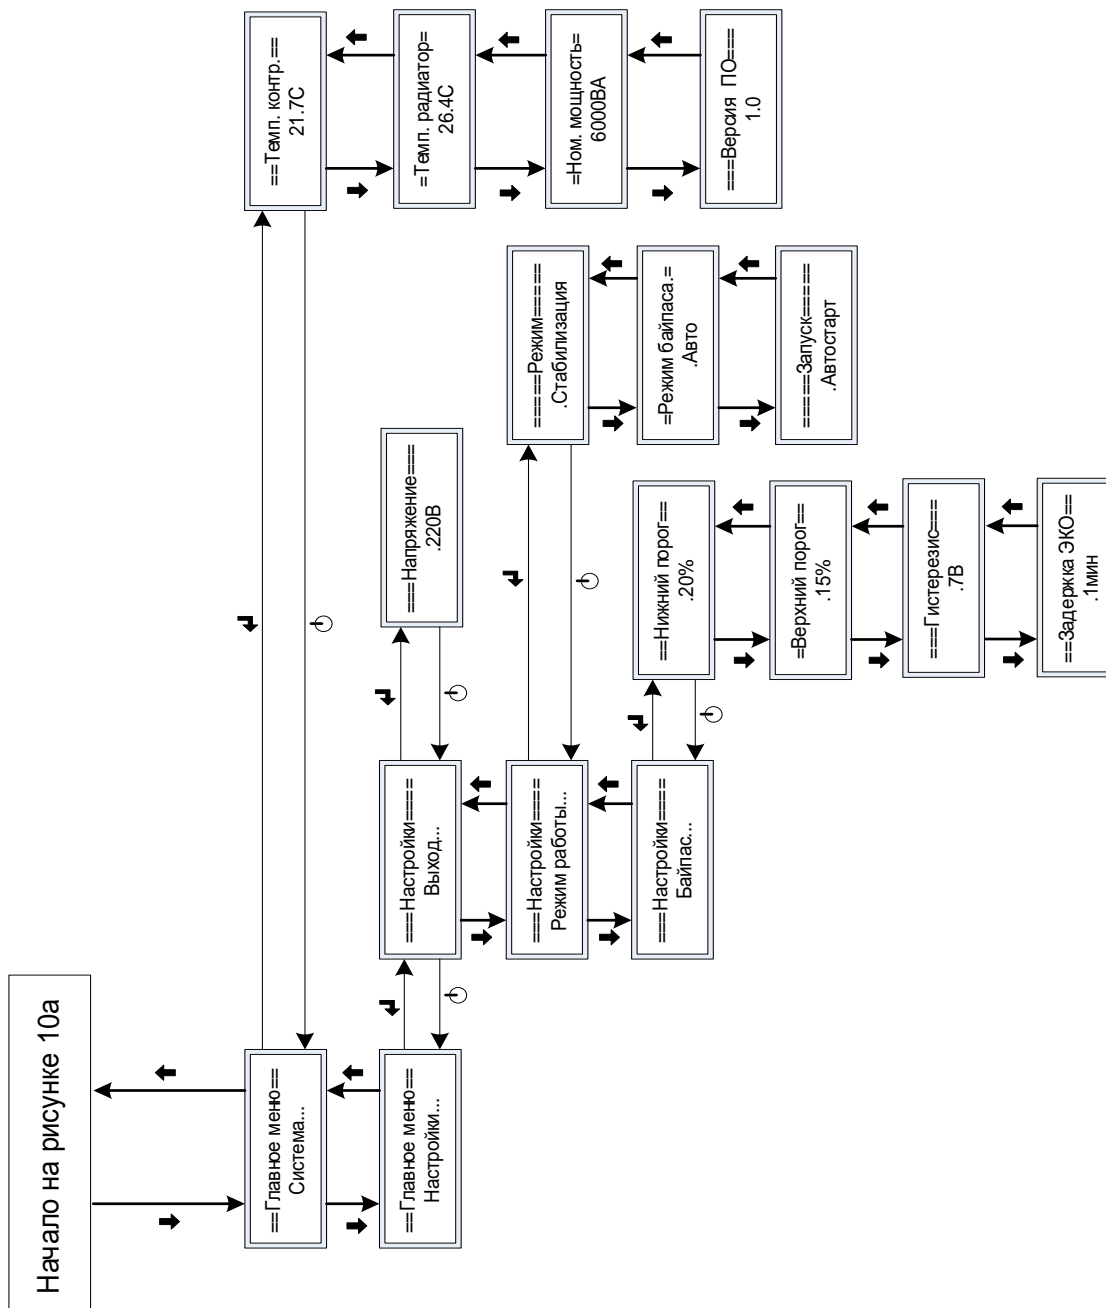 Начало на рисунке 10а
==Главное меню==
Система...
==Темп. контр.==
21.7С
=Темп. радиатор=
26.4С
=Ном. мощность=
6000ВА
===Версия ПО===
1.0
==Главное меню==
Настройки...
===Настройки====
Выход...
===Напряжение===
.220В
===Настройки====
Режим работы...
=====Режим======
.Стабилизация
=Режим байпаса.=
.Авто
=====Запуск=====
.Автостарт
===Настройки====
Байпас...
==Нижний порог==
.20%
=Верхний порог==
.15%
===Гистерезис===
.7В
==Задержка ЭКО==
.1мин